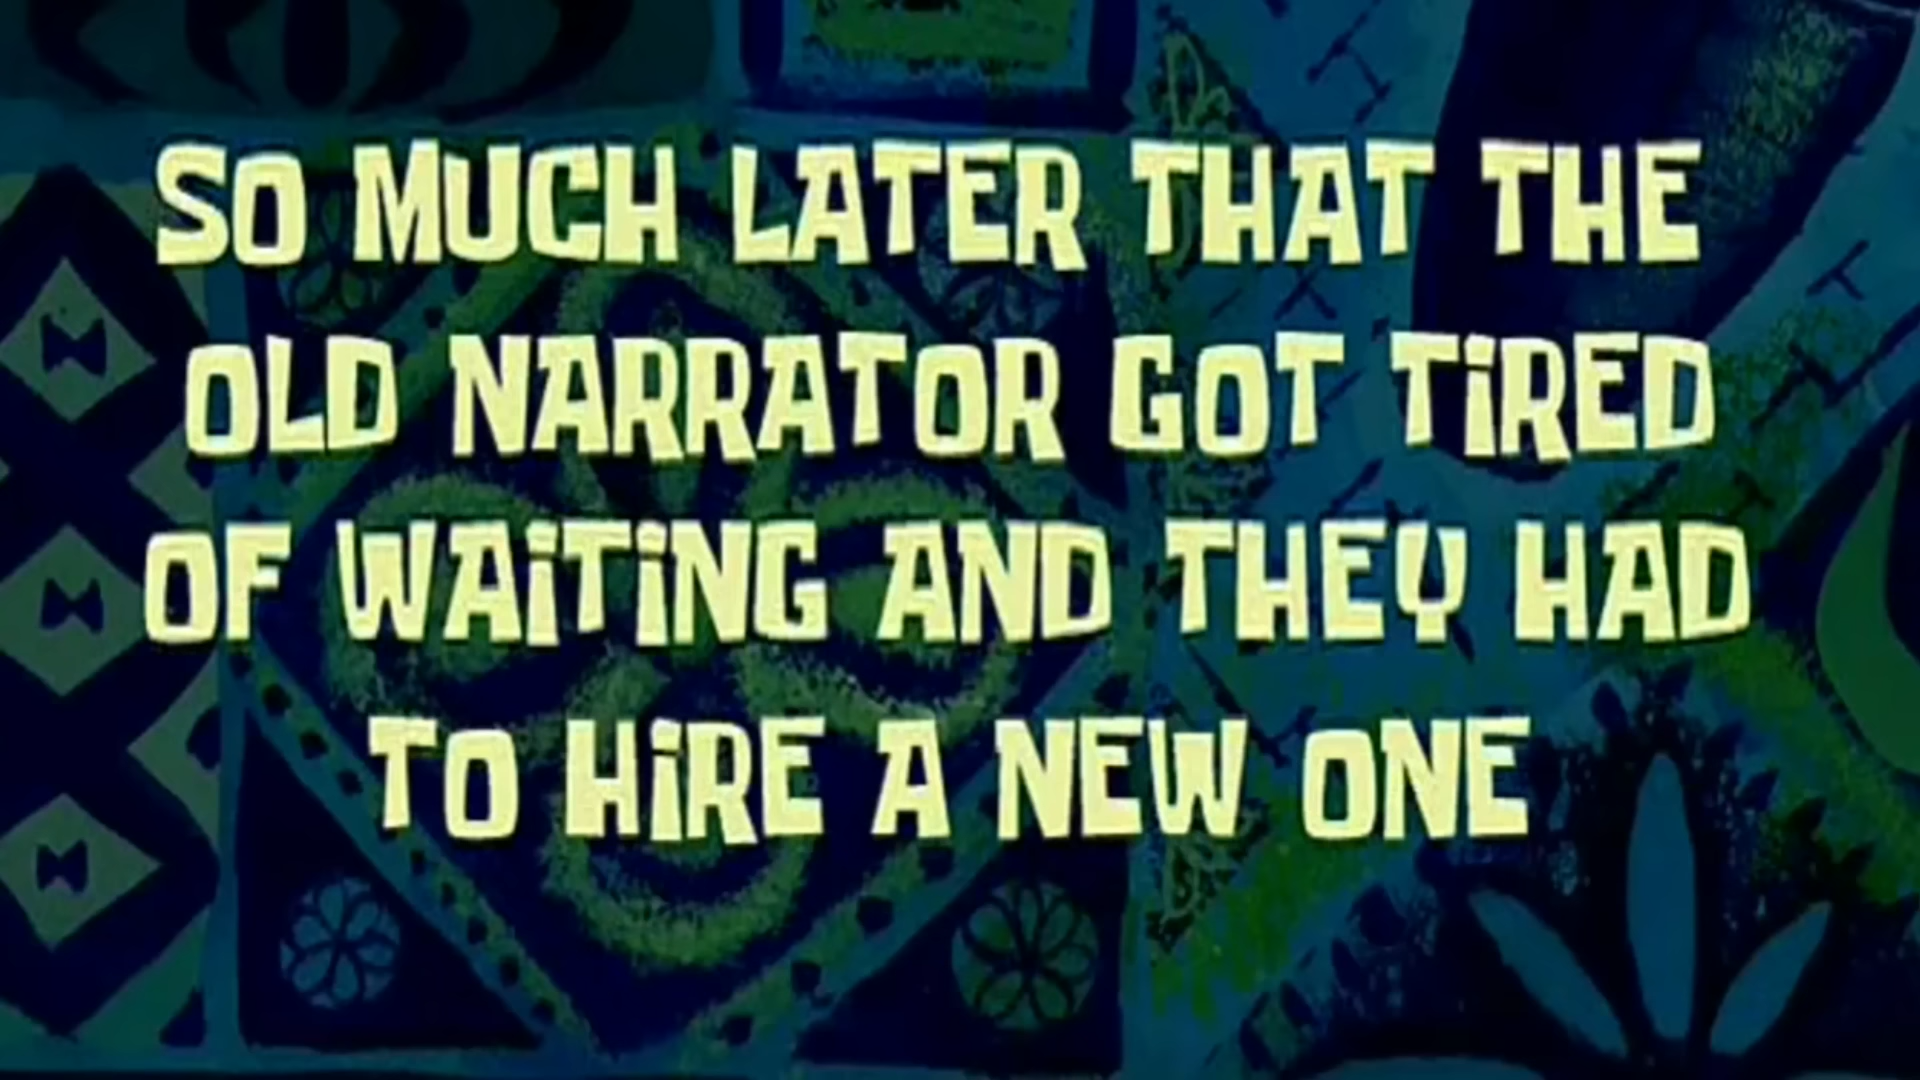 SO MUCH LATER THAT THE
OLD NARRATOR GOT TiRED
OF WAiTiNG AND THEY HAD
TO HiRE A NEW ONE